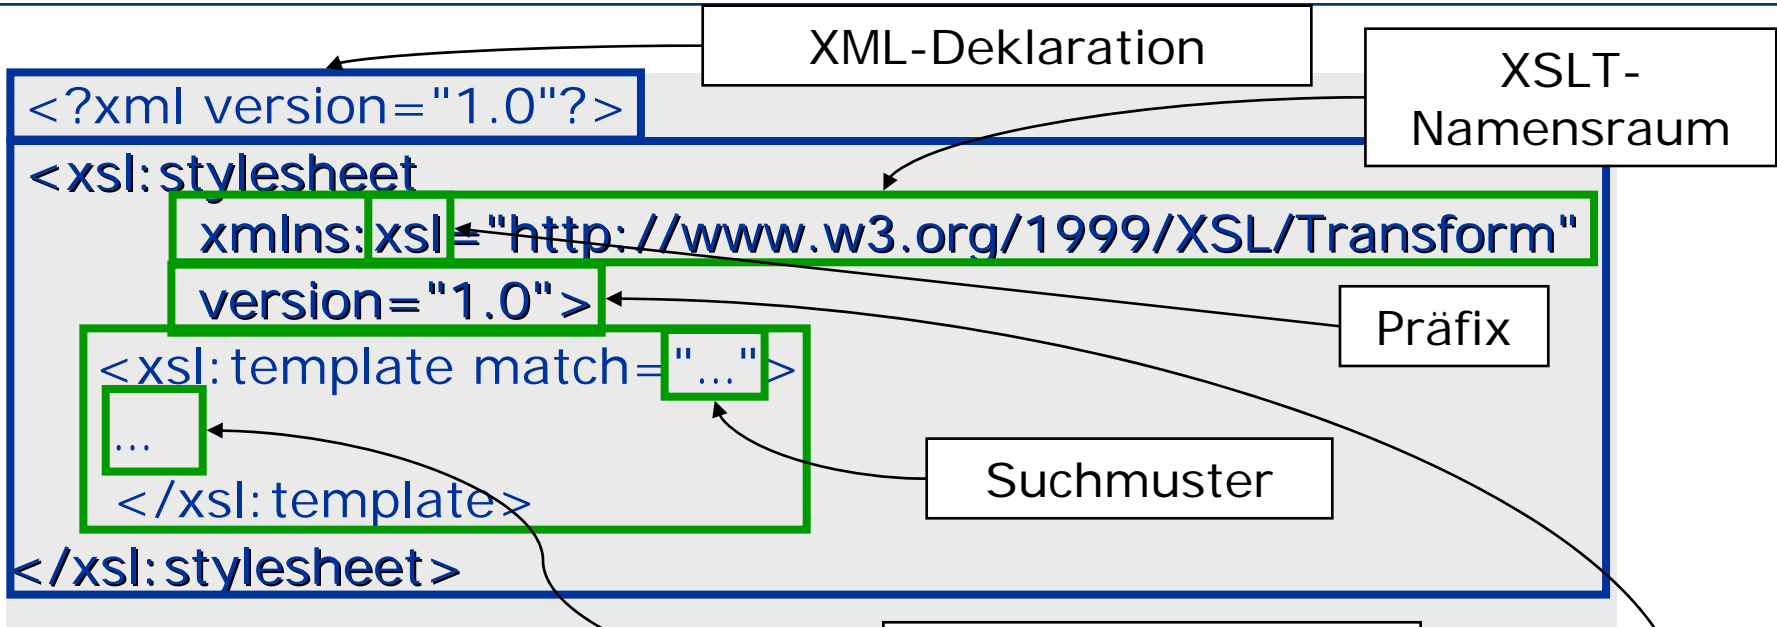 XML-Deklaration
XSLT-
Namensraum
<?xml version="1.0"?>
<xsl:stylesheet
xmlns:xsl="http://www.w3.org/1999/XSL/Transform"
version="1.0">
Präfix
<xsl:template match="...">
...
Suchmuster
</xsl:template>
</xsl:stylesheet>